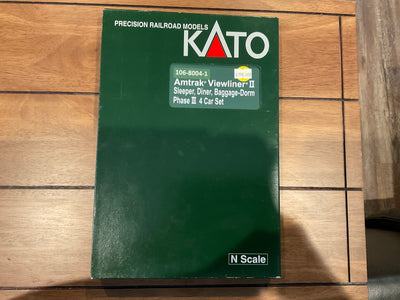 PRECISION RAILROAD MODELS
KATO
106-8004-1
Amtrak® Viewliner® II
Sleeper, Diner, Baggage-Dorm
Phase III 4 Car Set
N Scale